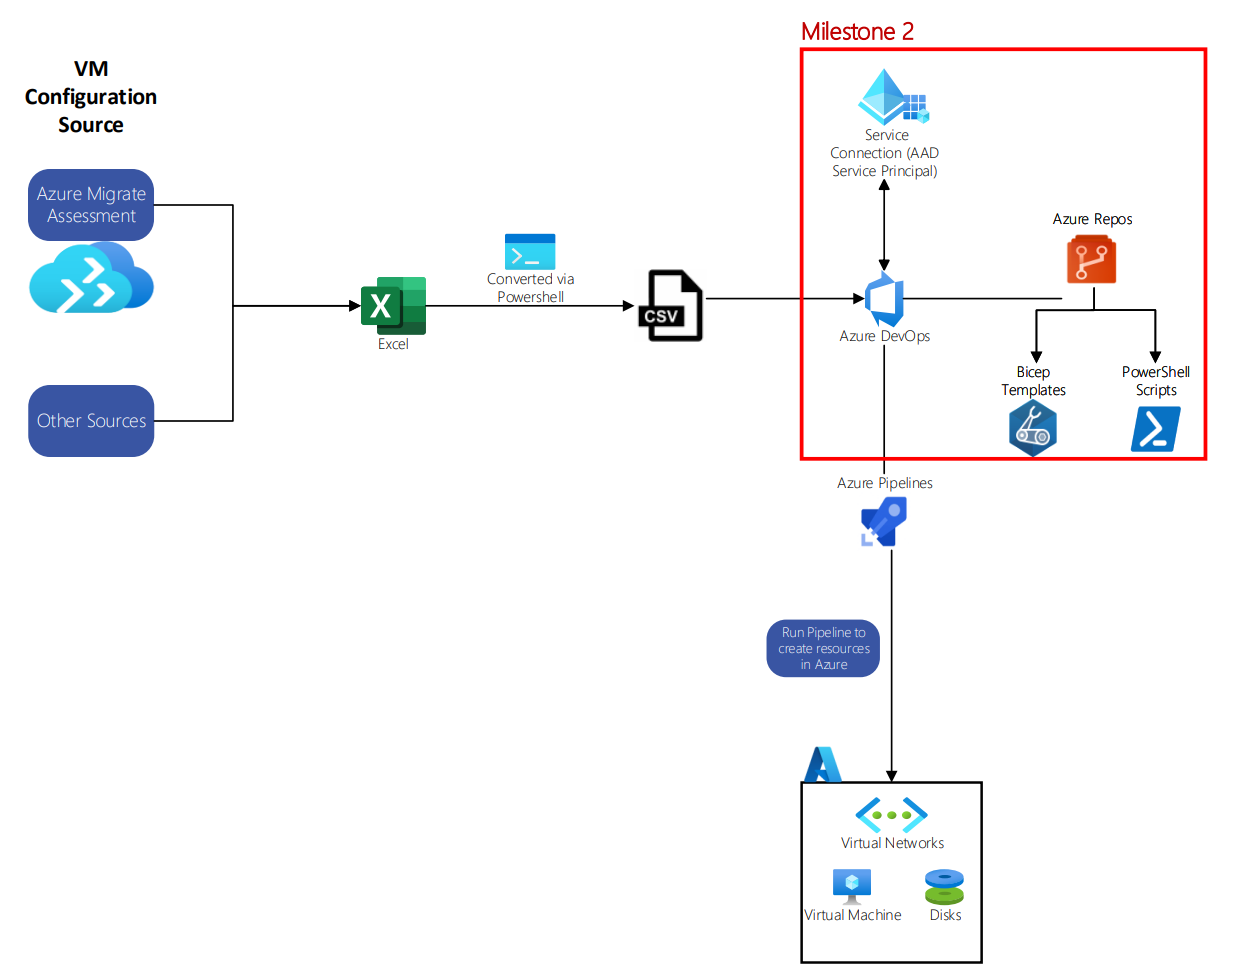 Milestone 2
VM
Configuration
Source
Azure Migrate
Assessment
Other Sources
X
Excel
Converted via
Powershell
CSV
Service
Connection (AAD
Service Principal)
Azure DevOps
Azure Repos
Bicep
Templates
PowerShell
Scripts
Azure Pipelines
Run Pipeline to
create resources
in Azure
Virtual Networks
Virtual Machine
Disks